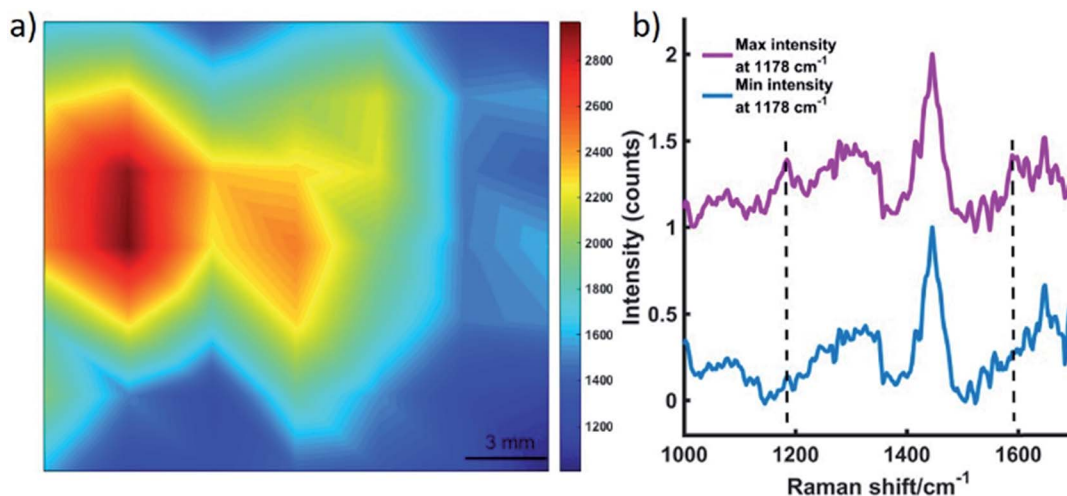 a)
2800
2600
2400
2200
2000
1800
1600
1400
1200
3 mm
b)
Max intensity
at 1178 cm⁻¹
Min intensity
at 1178 cm⁻¹
Intensity (counts)
2
1.5
1
0.5
0
1000 1200 1400 1600
Raman shift/cm⁻¹